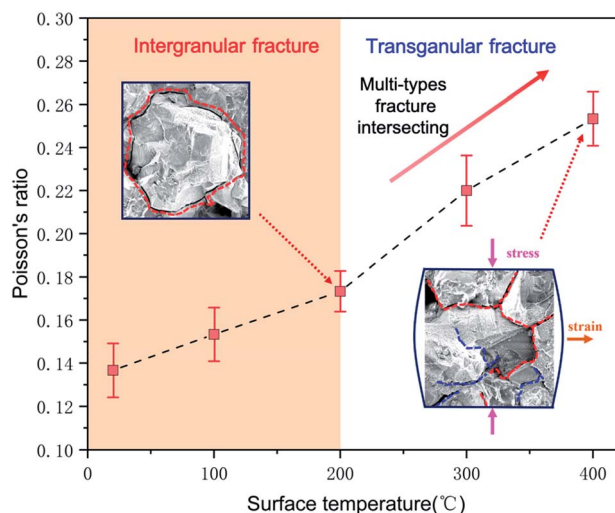 Intergranular fracture
Transganular fracture
Multi-types
fracture
intersecting
stress
strain
Poisson's ratio
0.30
0.28
0.26
0.24
0.22
0.20
0.18
0.16
0.14
0.12
0.10
0
100
200
300
400
Surface temperature(℃)